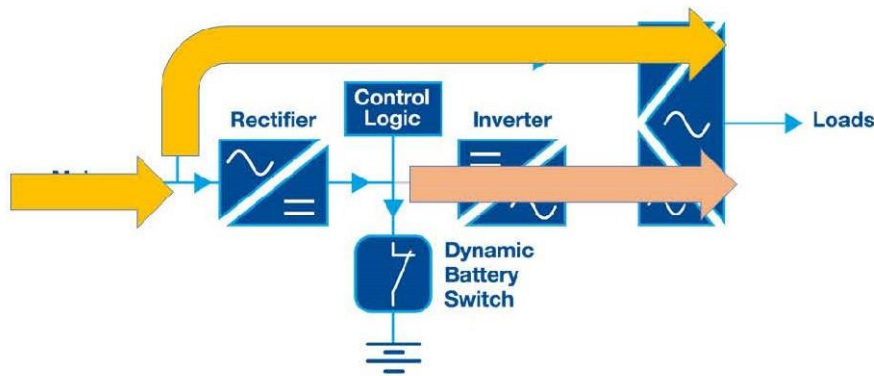 Control
Logic
Rectifier
Inverter
Loads
Dynamic
Battery
Switch